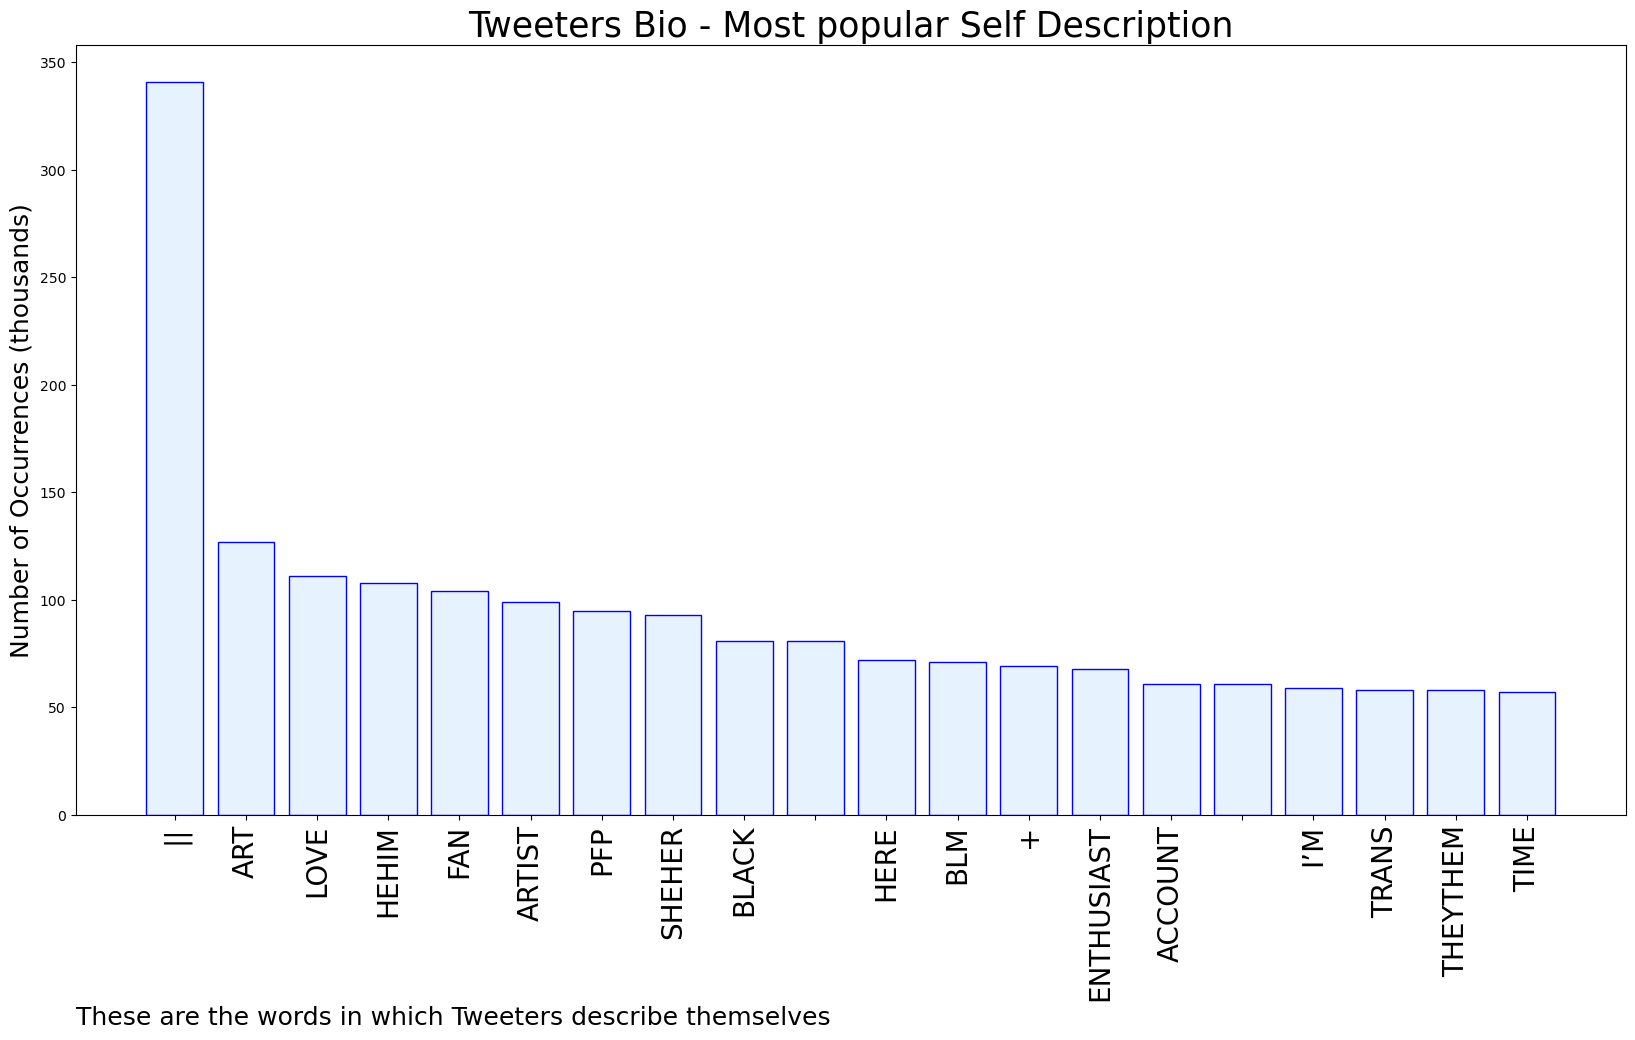 Tweeters Bio - Most popular Self Description
Number of Occurrences (thousands)
350
300
250
200
150
100
50
0
||
ART
LOVE
HEHIM
FAN
ARTIST
PFP
SHEHER
BLACK
HERE
BLM
+
ENTHUSIAST
ACCOUNT
I’M
TRANS
THEYTHEM
TIME
These are the words in which Tweeters describe themselves